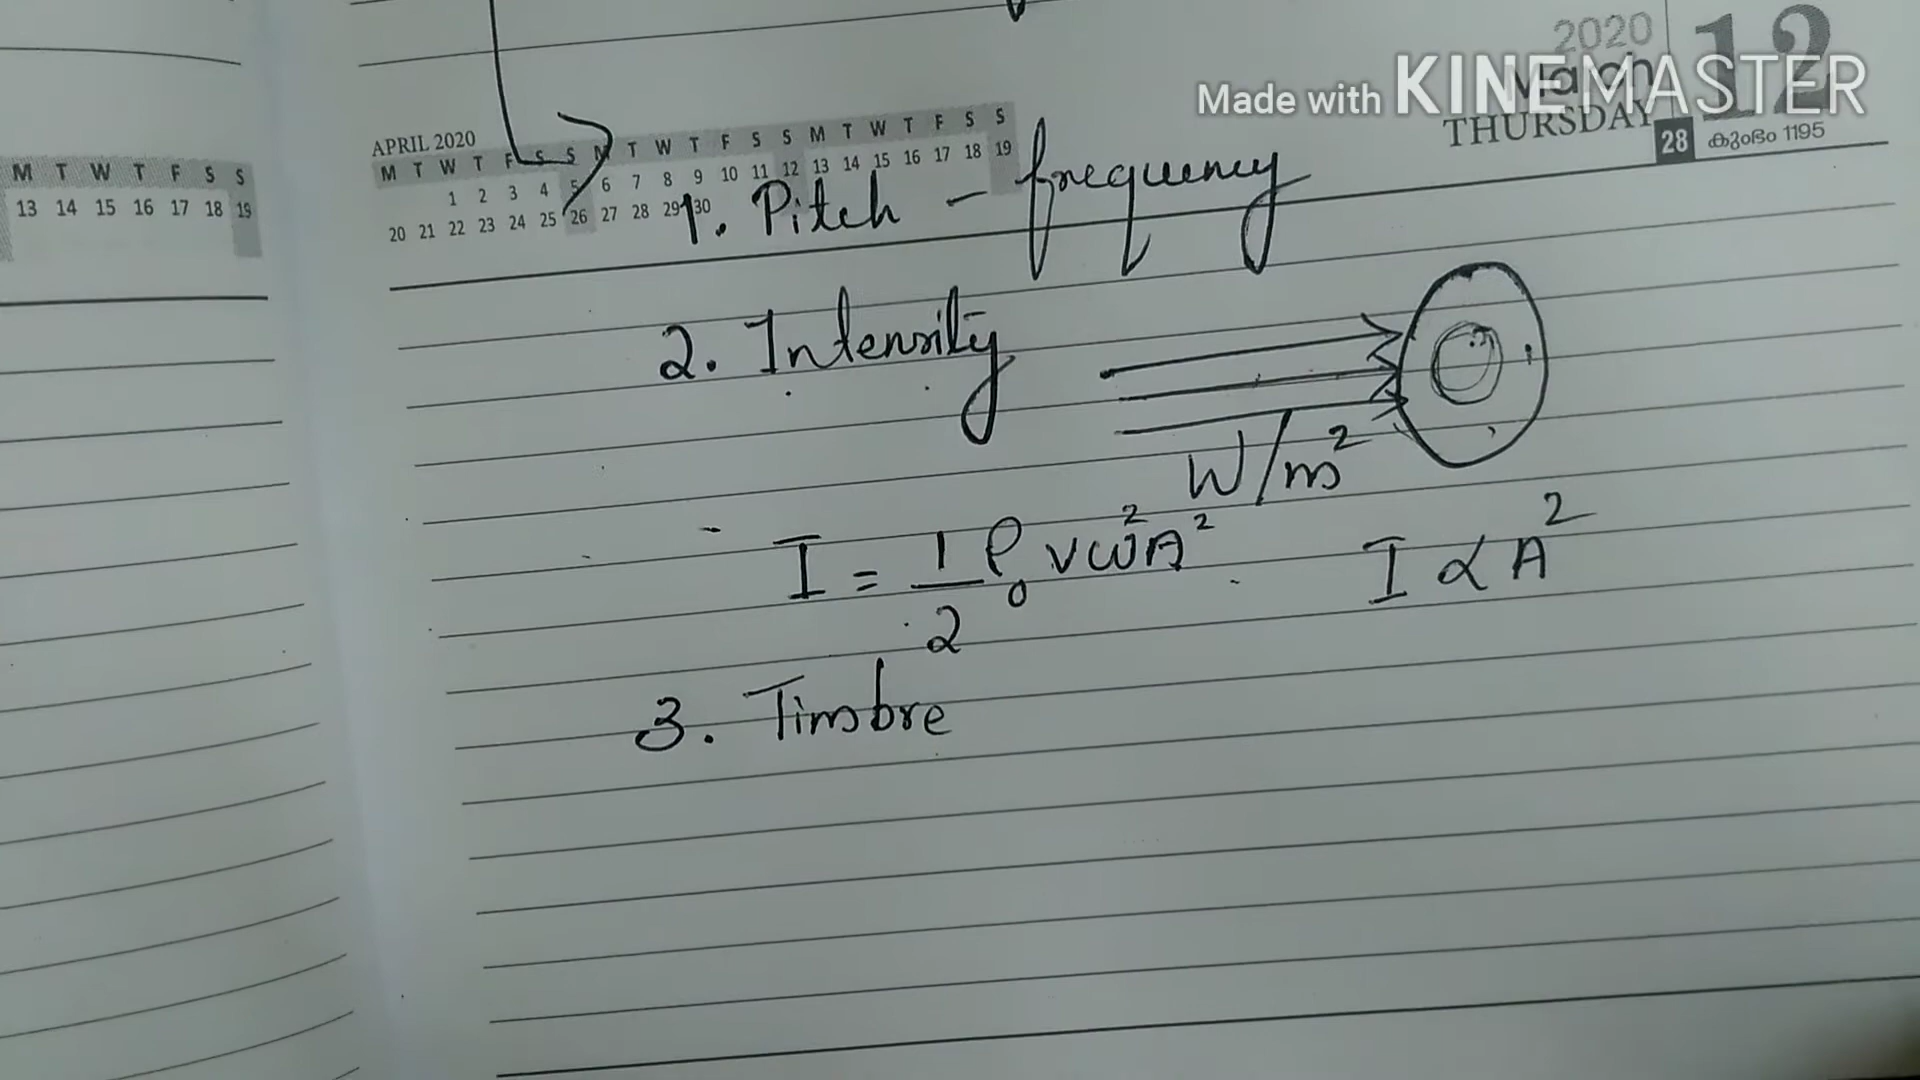 2020
March
12
THURSDAY
28 കുംഭം 1195
Made with KINEMASTER
APRIL 2020
M T W T F S S M T W T F S S M T W T F S S
1 2 3 4 5 6 7 8 9 10 11 12 13 14 15 16 17 18 19
20 21 22 23 24 25 26 27 28 29 30
M T W T F S S
13 14 15 16 17 18 19
1. Pitch - frequency
2. Intensity
W/m²
I = 1/2 ρ₀ v ω² A² I ∝ A²
3. Timbre